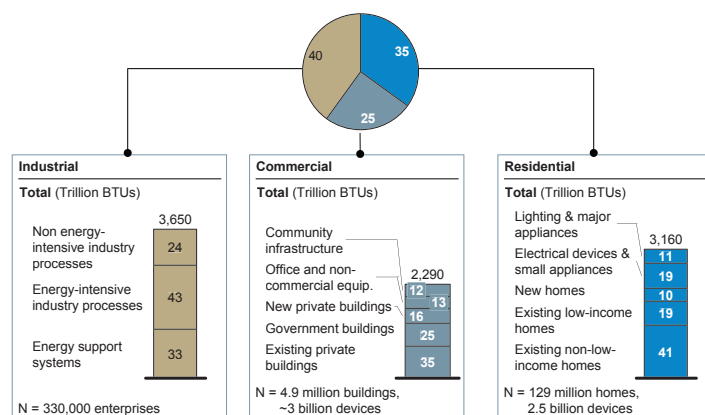 40
35
25
Industrial
Total (Trillion BTUs)
3,650
Non energy-
intensive industry
processes
24
Energy-intensive
industry processes
43
Energy support
systems
33
N = 330,000 enterprises
Commercial
Total (Trillion BTUs)
2,290
Community
infrastructure
12
Office and non-
commercial equip.
13
New private buildings
16
Government buildings
25
Existing private
buildings
35
N = 4.9 million buildings,
~3 billion devices
Residential
Total (Trillion BTUs)
3,160
Lighting & major
appliances
11
Electrical devices &
small appliances
19
New homes
10
Existing low-income
homes
19
Existing non-low-
income homes
41
N = 129 million homes,
2.5 billion devices